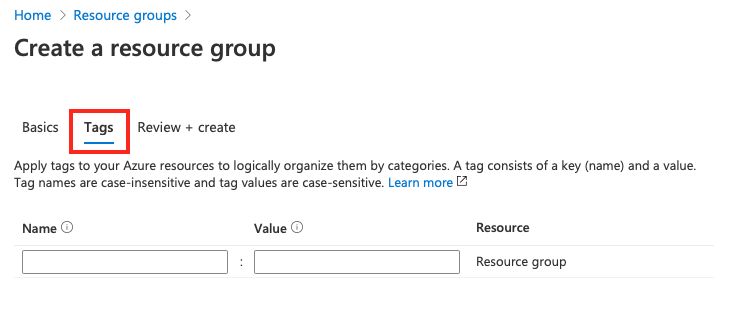 Home > Resource groups >
Create a resource group
Basics Tags Review + create
Apply tags to your Azure resources to logically organize them by categories. A tag consists of a key (name) and a value.
Tag names are case-insensitive and tag values are case-sensitive. Learn more
Name Value Resource
: Resource group